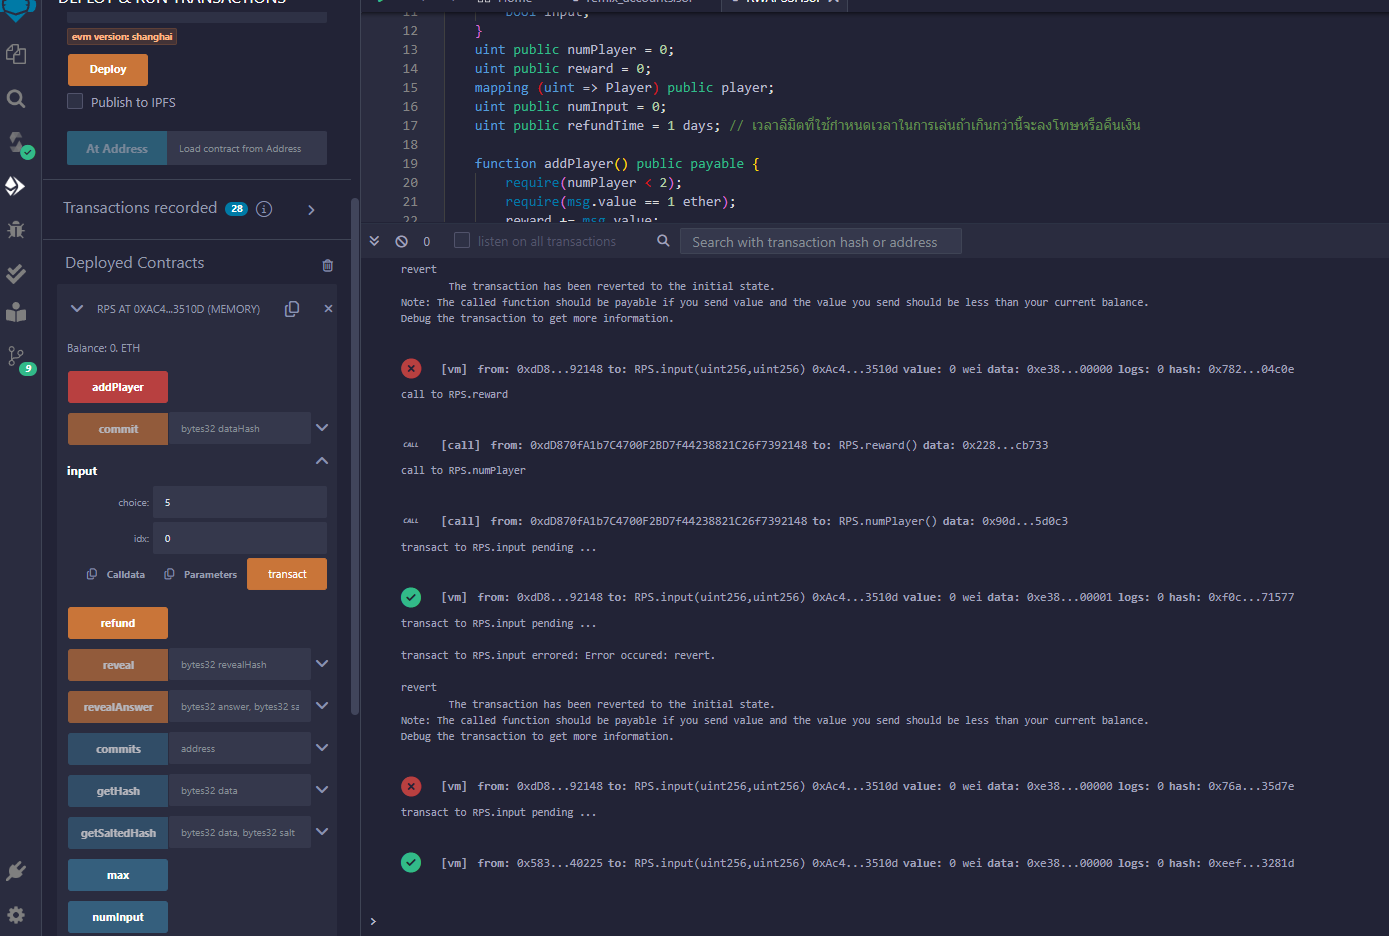 DEPLOY & RUN TRANSACTIONS
evm version: shanghai
Deploy
Publish to IPFS
At Address
Load contract from Address
Transactions recorded 28
Deployed Contracts
RPS AT 0XAC4...3510D (MEMORY)
Balance: 0. ETH
addPlayer
commit
bytes32 dataHash
input
choice: 5
idx: 0
Calldata
Parameters
transact
refund
reveal
bytes32 revealHash
revealAnswer
bytes32 answer, bytes32 sa
commits
address
getHash
bytes32 data
getSaltedHash
bytes32 data, bytes32 salt
max
numInput
9
Home
11 bool input;
12 }
13 uint public numPlayer = 0;
14 uint public reward = 0;
15 mapping (uint => Player) public player;
16 uint public numInput = 0;
17 uint public refundTime = 1 days; // เวลาลิมิตที่ใช้กำหนดเวลาในการเล่นถ้าเกินกว่านี้จะลงโทษหรือคืนเงิน
18
19 function addPlayer() public payable {
20 require(numPlayer < 2);
21 require(msg.value == 1 ether);
22 reward += msg.value;
0
listen on all transactions
Search with transaction hash or address
revert
The transaction has been reverted to the initial state.
Note: The called function should be payable if you send value and the value you send should be less than your current balance.
Debug the transaction to get more information.
[vm] from: 0xdD8...92148 to: RPS.input(uint256,uint256) 0xAc4...3510d value: 0 wei data: 0xe38...00000 logs: 0 hash: 0x782...04c0e
call to RPS.reward
CALL [call] from: 0xdD870fA1b7C4700F2BD7f44238821C26f7392148 to: RPS.reward() data: 0x228...cb733
call to RPS.numPlayer
CALL [call] from: 0xdD870fA1b7C4700F2BD7f44238821C26f7392148 to: RPS.numPlayer() data: 0x90d...5d0c3
transact to RPS.input pending ...
[vm] from: 0xdD8...92148 to: RPS.input(uint256,uint256) 0xAc4...3510d value: 0 wei data: 0xe38...00001 logs: 0 hash: 0xf0c...71577
transact to RPS.input pending ...
transact to RPS.input errored: Error occured: revert.
revert
The transaction has been reverted to the initial state.
Note: The called function should be payable if you send value and the value you send should be less than your current balance.
Debug the transaction to get more information.
[vm] from: 0xdD8...92148 to: RPS.input(uint256,uint256) 0xAc4...3510d value: 0 wei data: 0xe38...00000 logs: 0 hash: 0x76a...35d7e
transact to RPS.input pending ...
[vm] from: 0x583...40225 to: RPS.input(uint256,uint256) 0xAc4...3510d value: 0 wei data: 0xe38...00000 logs: 0 hash: 0xeef...3281d
>